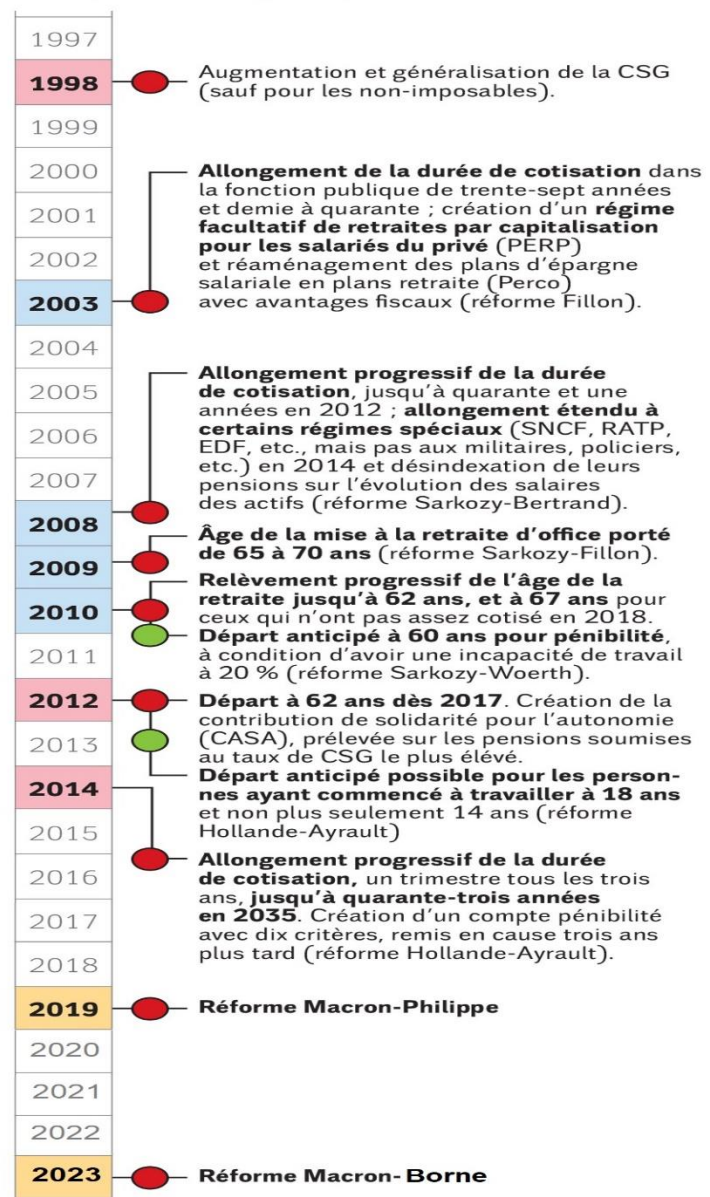 1997
1998
Augmentation et généralisation de la CSG
(sauf pour les non-imposables).
1999
2000
2001
2002
2003
Allongement de la durée de cotisation dans
la fonction publique de trente-sept années
et demie à quarante ; création d'un régime
facultatif de retraites par capitalisation
pour les salariés du privé (PERP)
et réaménagement des plans d'épargne
salariale en plans retraite (Perco)
avec avantages fiscaux (réforme Fillon).
2004
2005
2006
2007
2008
Allongement progressif de la durée
de cotisation, jusqu'à quarante et une
années en 2012 ; allongement étendu à
certains régimes spéciaux (SNCF, RATP,
EDF, etc., mais pas aux militaires, policiers,
etc.) en 2014 et désindexation de leurs
pensions sur l'évolution des salaires
des actifs (réforme Sarkozy-Bertrand).
2009
Âge de la mise à la retraite d'office porté
de 65 à 70 ans (réforme Sarkozy-Fillon).
2010
Relèvement progressif de l'âge de la
retraite jusqu'à 62 ans, et à 67 ans pour
ceux qui n'ont pas assez cotisé en 2018.
Départ anticipé à 60 ans pour pénibilité,
à condition d'avoir une incapacité de travail
à 20 % (réforme Sarkozy-Woerth).
2011
2012
Départ à 62 ans dès 2017. Création de la
contribution de solidarité pour l'autonomie
(CASA), prélevée sur les pensions soumises
au taux de CSG le plus élévé.
Départ anticipé possible pour les person-
nes ayant commencé à travailler à 18 ans
et non plus seulement 14 ans (réforme
Hollande-Ayrault)
2013
2014
Allongement progressif de la durée
de cotisation, un trimestre tous les trois
ans, jusqu'à quarante-trois années
en 2035. Création d'un compte pénibilité
avec dix critères, remis en cause trois ans
plus tard (réforme Hollande-Ayrault).
2015
2016
2017
2018
2019
Réforme Macron-Philippe
2020
2021
2022
2023
Réforme Macron- Borne